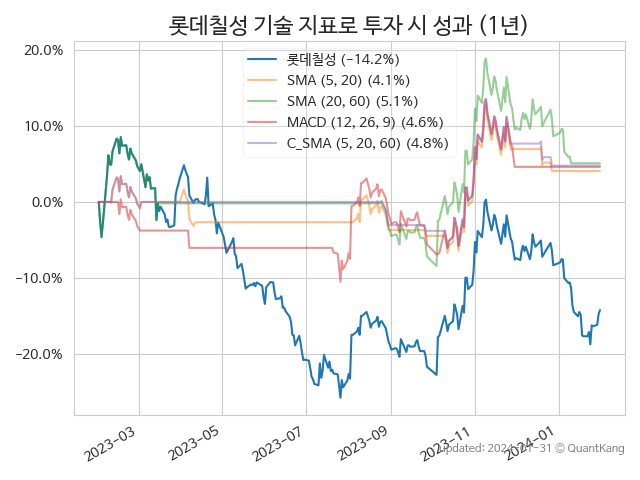 롯데칠성 기술 지표로 투자 시 성과 (1년)
롯데칠성 (-14.2%)
SMA (5, 20) (4.1%)
SMA (20, 60) (5.1%)
MACD (12, 26, 9) (4.6%)
C_SMA (5, 20, 60) (4.8%)
20.0%
10.0%
0.0%
-10.0%
-20.0%
2023-03
2023-05
2023-07
2023-09
2023-11
2024-01
updated: 2024-01-31 © QuantKang